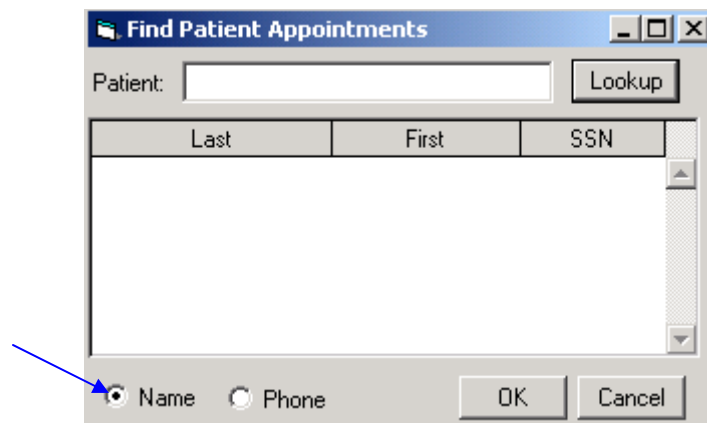 Find Patient Appointments
Patient: Lookup
Last First SSN
Name Phone OK Cancel